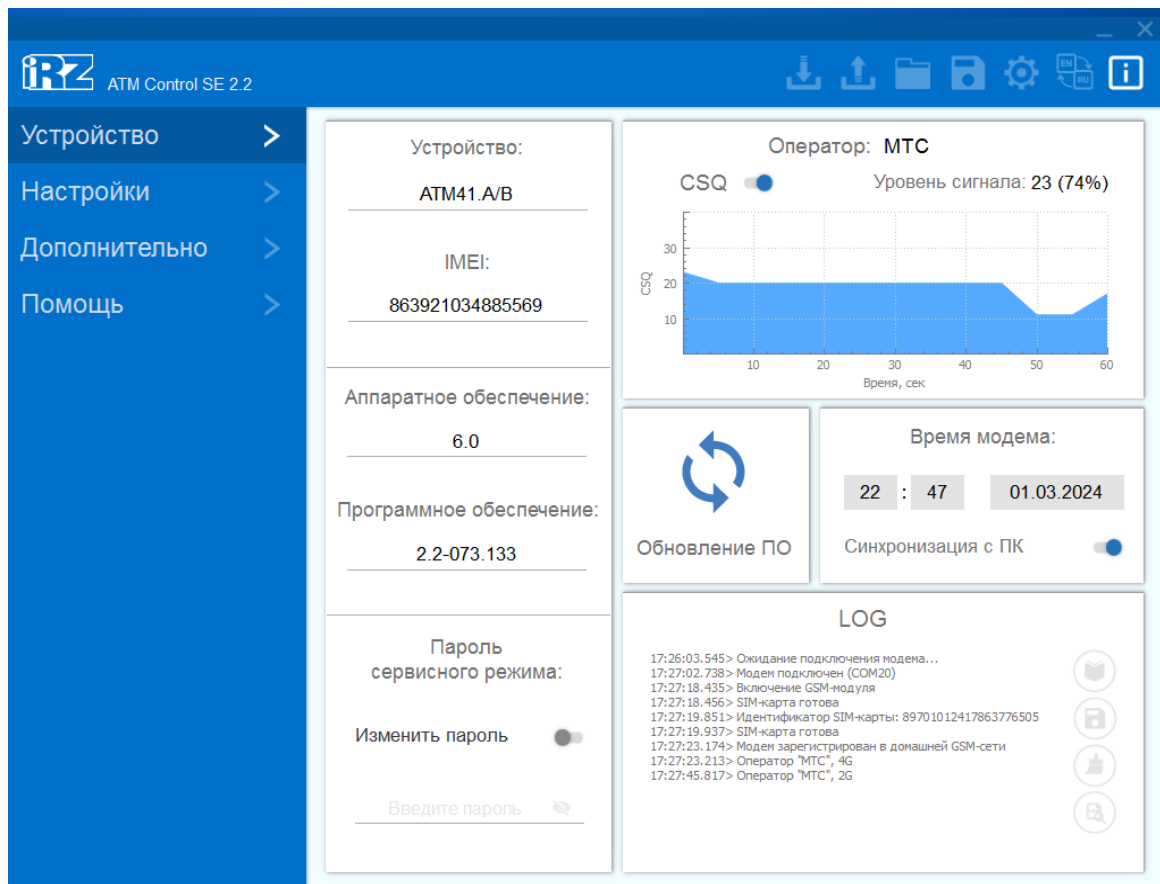 iRZ ATM Control SE 2.2
EN
RU
Устройство
Настройки
Дополнительно
Помощь
Устройство:
ATM41.A/B
IMEI:
863921034885569
Аппаратное обеспечение:
6.0
Программное обеспечение:
2.2-073.133
Пароль
сервисного режима:
Изменить пароль
Введите пароль
Оператор: МТС
CSQ Уровень сигнала: 23 (74%)
CSQ
30
20
10
10 20 30 40 50 60
Время, сек
Обновление ПО
Время модема:
22 : 47 01.03.2024
Синхронизация с ПК
LOG
17:26:03.545> Ожидание подключения модема...
17:27:02.738> Модем подключен (COM20)
17:27:18.435> Включение GSM-модуля
17:27:18.456> SIM-карта готова
17:27:19.851> Идентификатор SIM-карты: 89701012417863776505
17:27:19.937> SIM-карта готова
17:27:23.174> Модем зарегистрирован в домашней GSM-сети
17:27:23.213> Оператор "МТС", 4G
17:27:45.817> Оператор "МТС", 2G